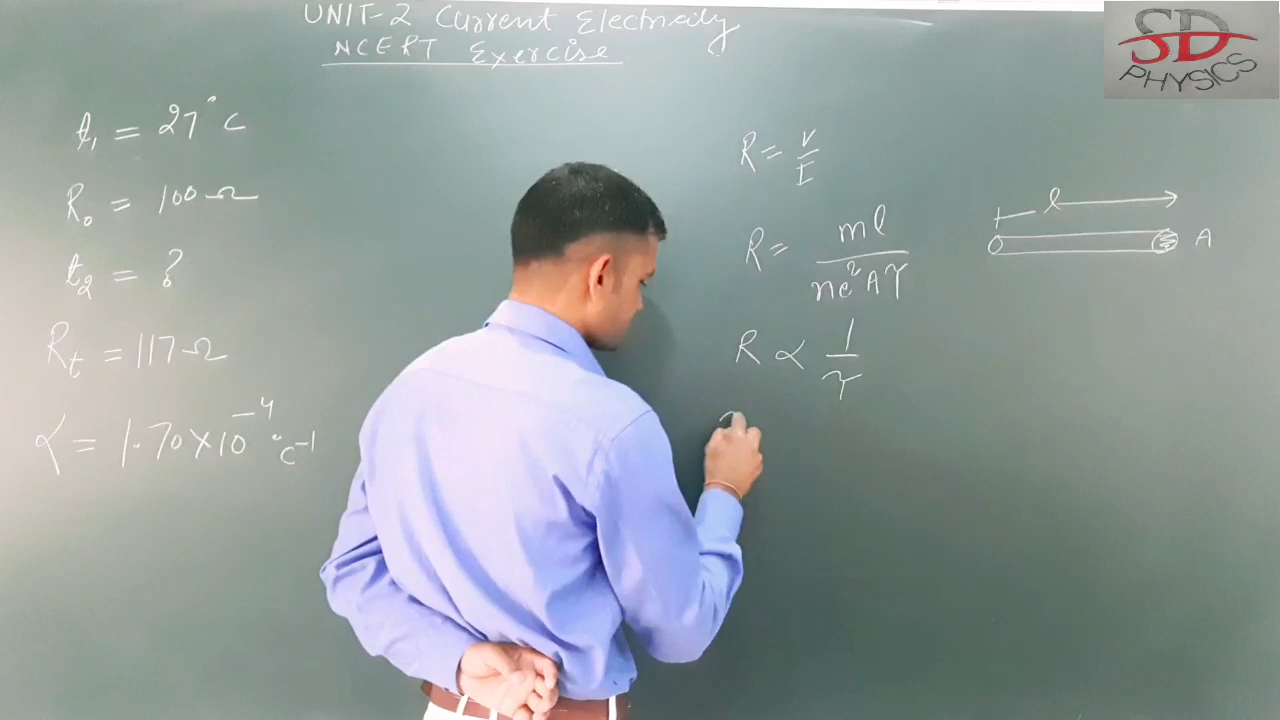 UNIT-2 Current Electricity
NCERT Exercise
SD
PHYSICS
t₁ = 27°C
R₀ = 100 Ω
t₂ = ?
Rₜ = 117 Ω
α = 1.70×10⁻⁴ °C⁻¹
R = V/I
R = ml/ne²Aτ
R ∝ 1/τ
l
A